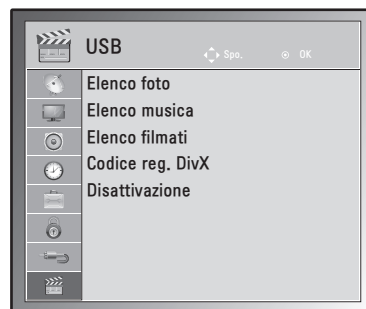 USB
Spo. OK
Elenco foto
Elenco musica
Elenco filmati
Codice reg. DivX
Disattivazione